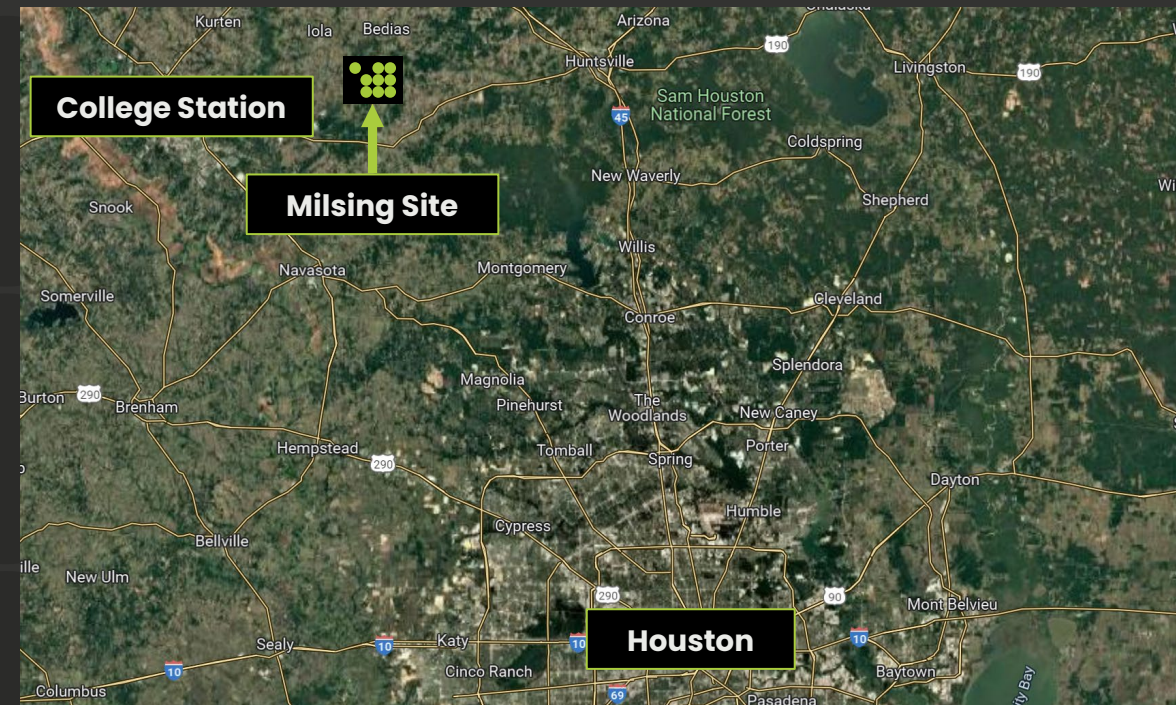 Arizona
Kurten
Iola
Bedias
190
Huntsville
Livingston
190
College Station
Sam Houston
National Forest
45
Coldspring
New Waverly
Milsing Site
Snook
Shepherd
Willis
Navasota
Montgomery
Somerville
Cleveland
Conroe
Splendora
Magnolia
290
Burton
Brenham
Pinehurst
The
Woodlands
New Caney
Hempstead
290
Tomball
Spring
Porter
Dayton
Cypress
Humble
Bellville
ille
New Ulm
290
90
Mont Belvieu
Sealy
10
Katy
10
Houston
10
10
Cinco Ranch
Baytown
Columbus
69
Pasadena
ity Bay